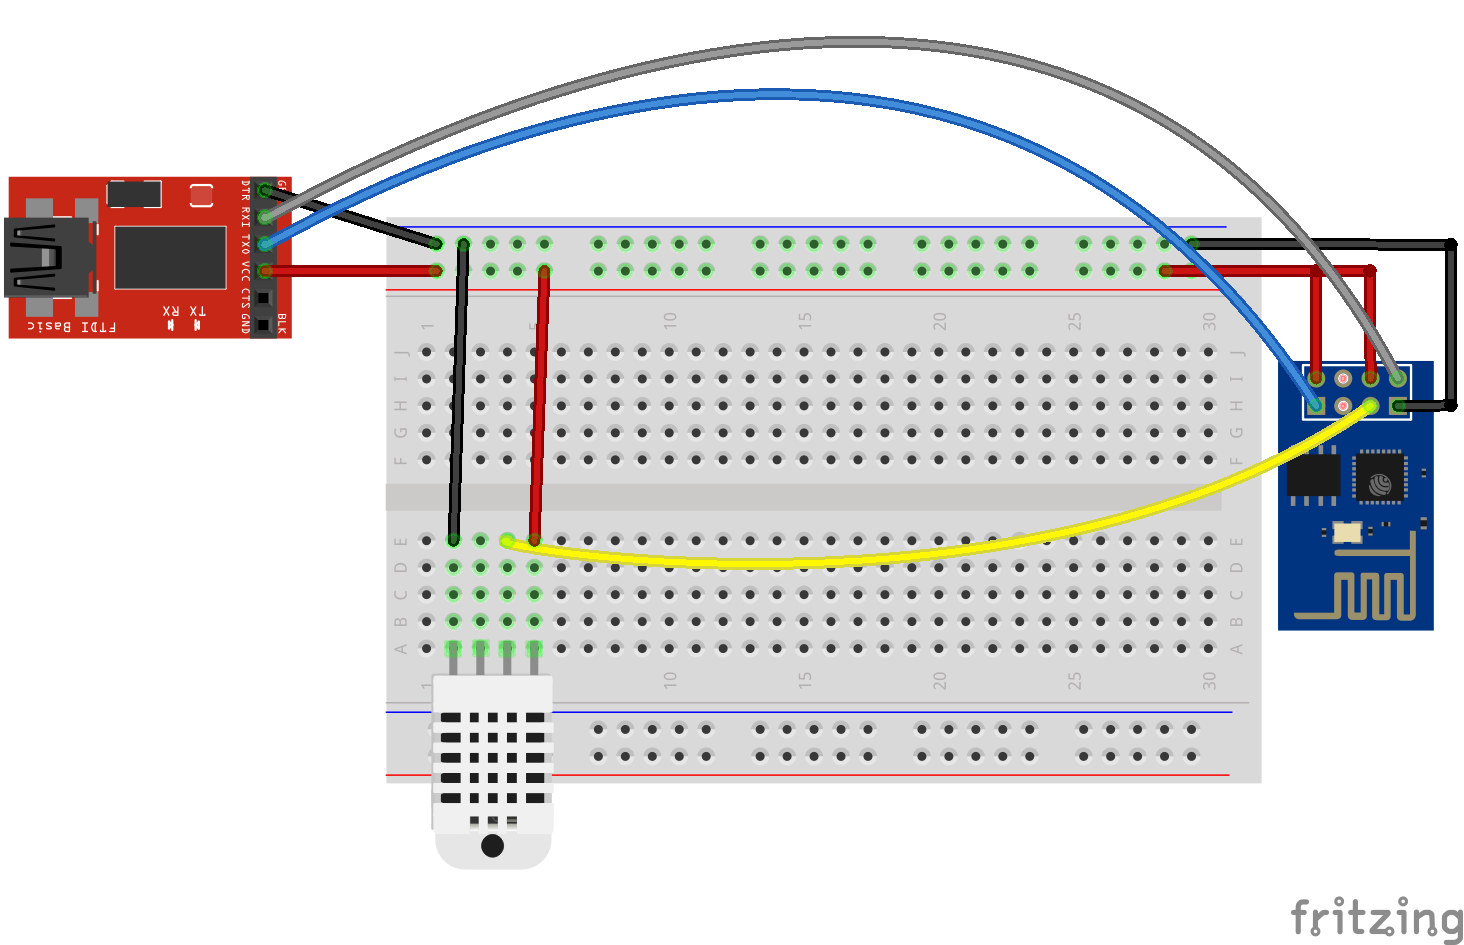 DTR RXI TXO VCC CTS GND
G
BLK
TX RX
FTDI Basic
1 5 10 15 20 25 30
J J
I I
H H
G G
F F
E E
D D
C C
B B
A A
1 10 15 20 25 30
fritzing